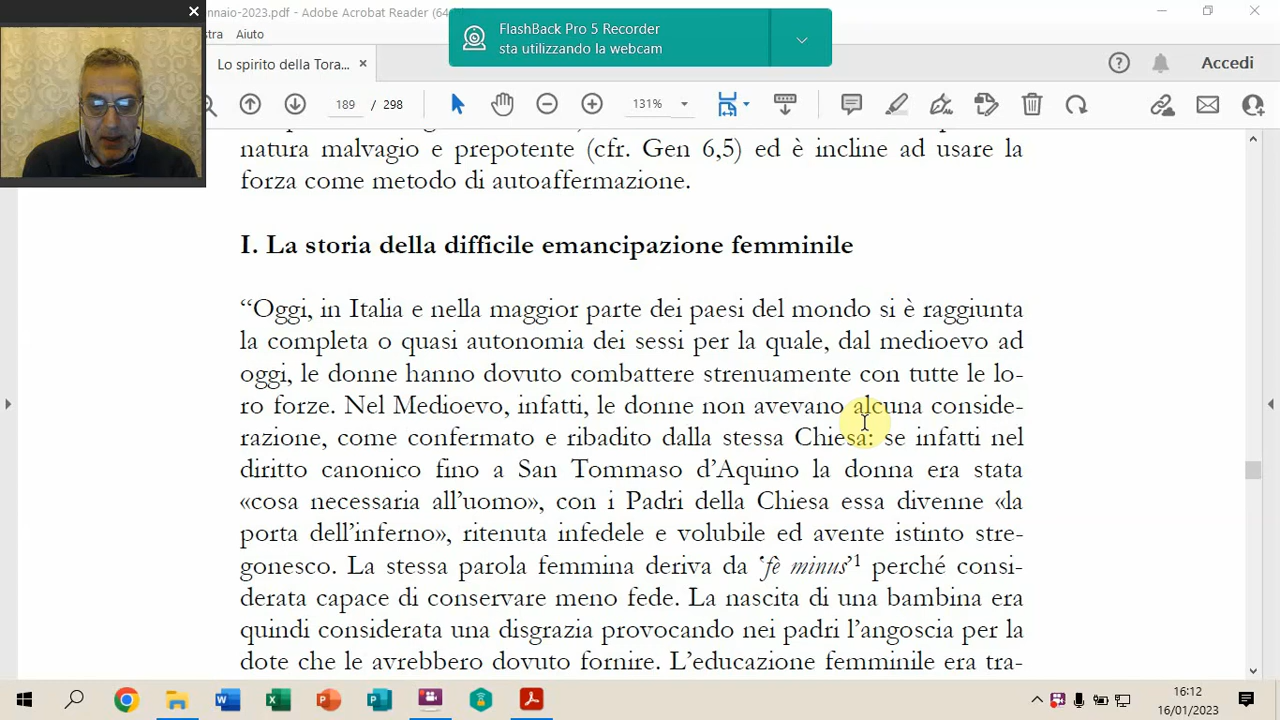 nnaio-2023.pdf - Adobe Acrobat Reader (64
stra Aiuto
FlashBack Pro 5 Recorder
sta utilizzando la webcam
Lo spirito della Tora...
Accedi
189 / 298
131%
natura malvagio e prepotente (cfr. Gen 6,5) ed è incline ad usare la
forza come metodo di autoaffermazione.
I. La storia della difficile emancipazione femminile
“Oggi, in Italia e nella maggior parte dei paesi del mondo si è raggiunta
la completa o quasi autonomia dei sessi per la quale, dal medioevo ad
oggi, le donne hanno dovuto combattere strenuamente con tutte le lo-
ro forze. Nel Medioevo, infatti, le donne non avevano alcuna conside-
razione, come confermato e ribadito dalla stessa Chiesa: se infatti nel
diritto canonico fino a San Tommaso d’Aquino la donna era stata
«cosa necessaria all’uomo», con i Padri della Chiesa essa divenne «la
porta dell’inferno», ritenuta infedele e volubile ed avente istinto stre-
gonesco. La stessa parola femmina deriva da ‘fè minus’1 perché consi-
derata capace di conservare meno fede. La nascita di una bambina era
quindi considerata una disgrazia provocando nei padri l’angoscia per la
dote che le avrebbero dovuto fornire. L’educazione femminile era tra-
16:12
16/01/2023